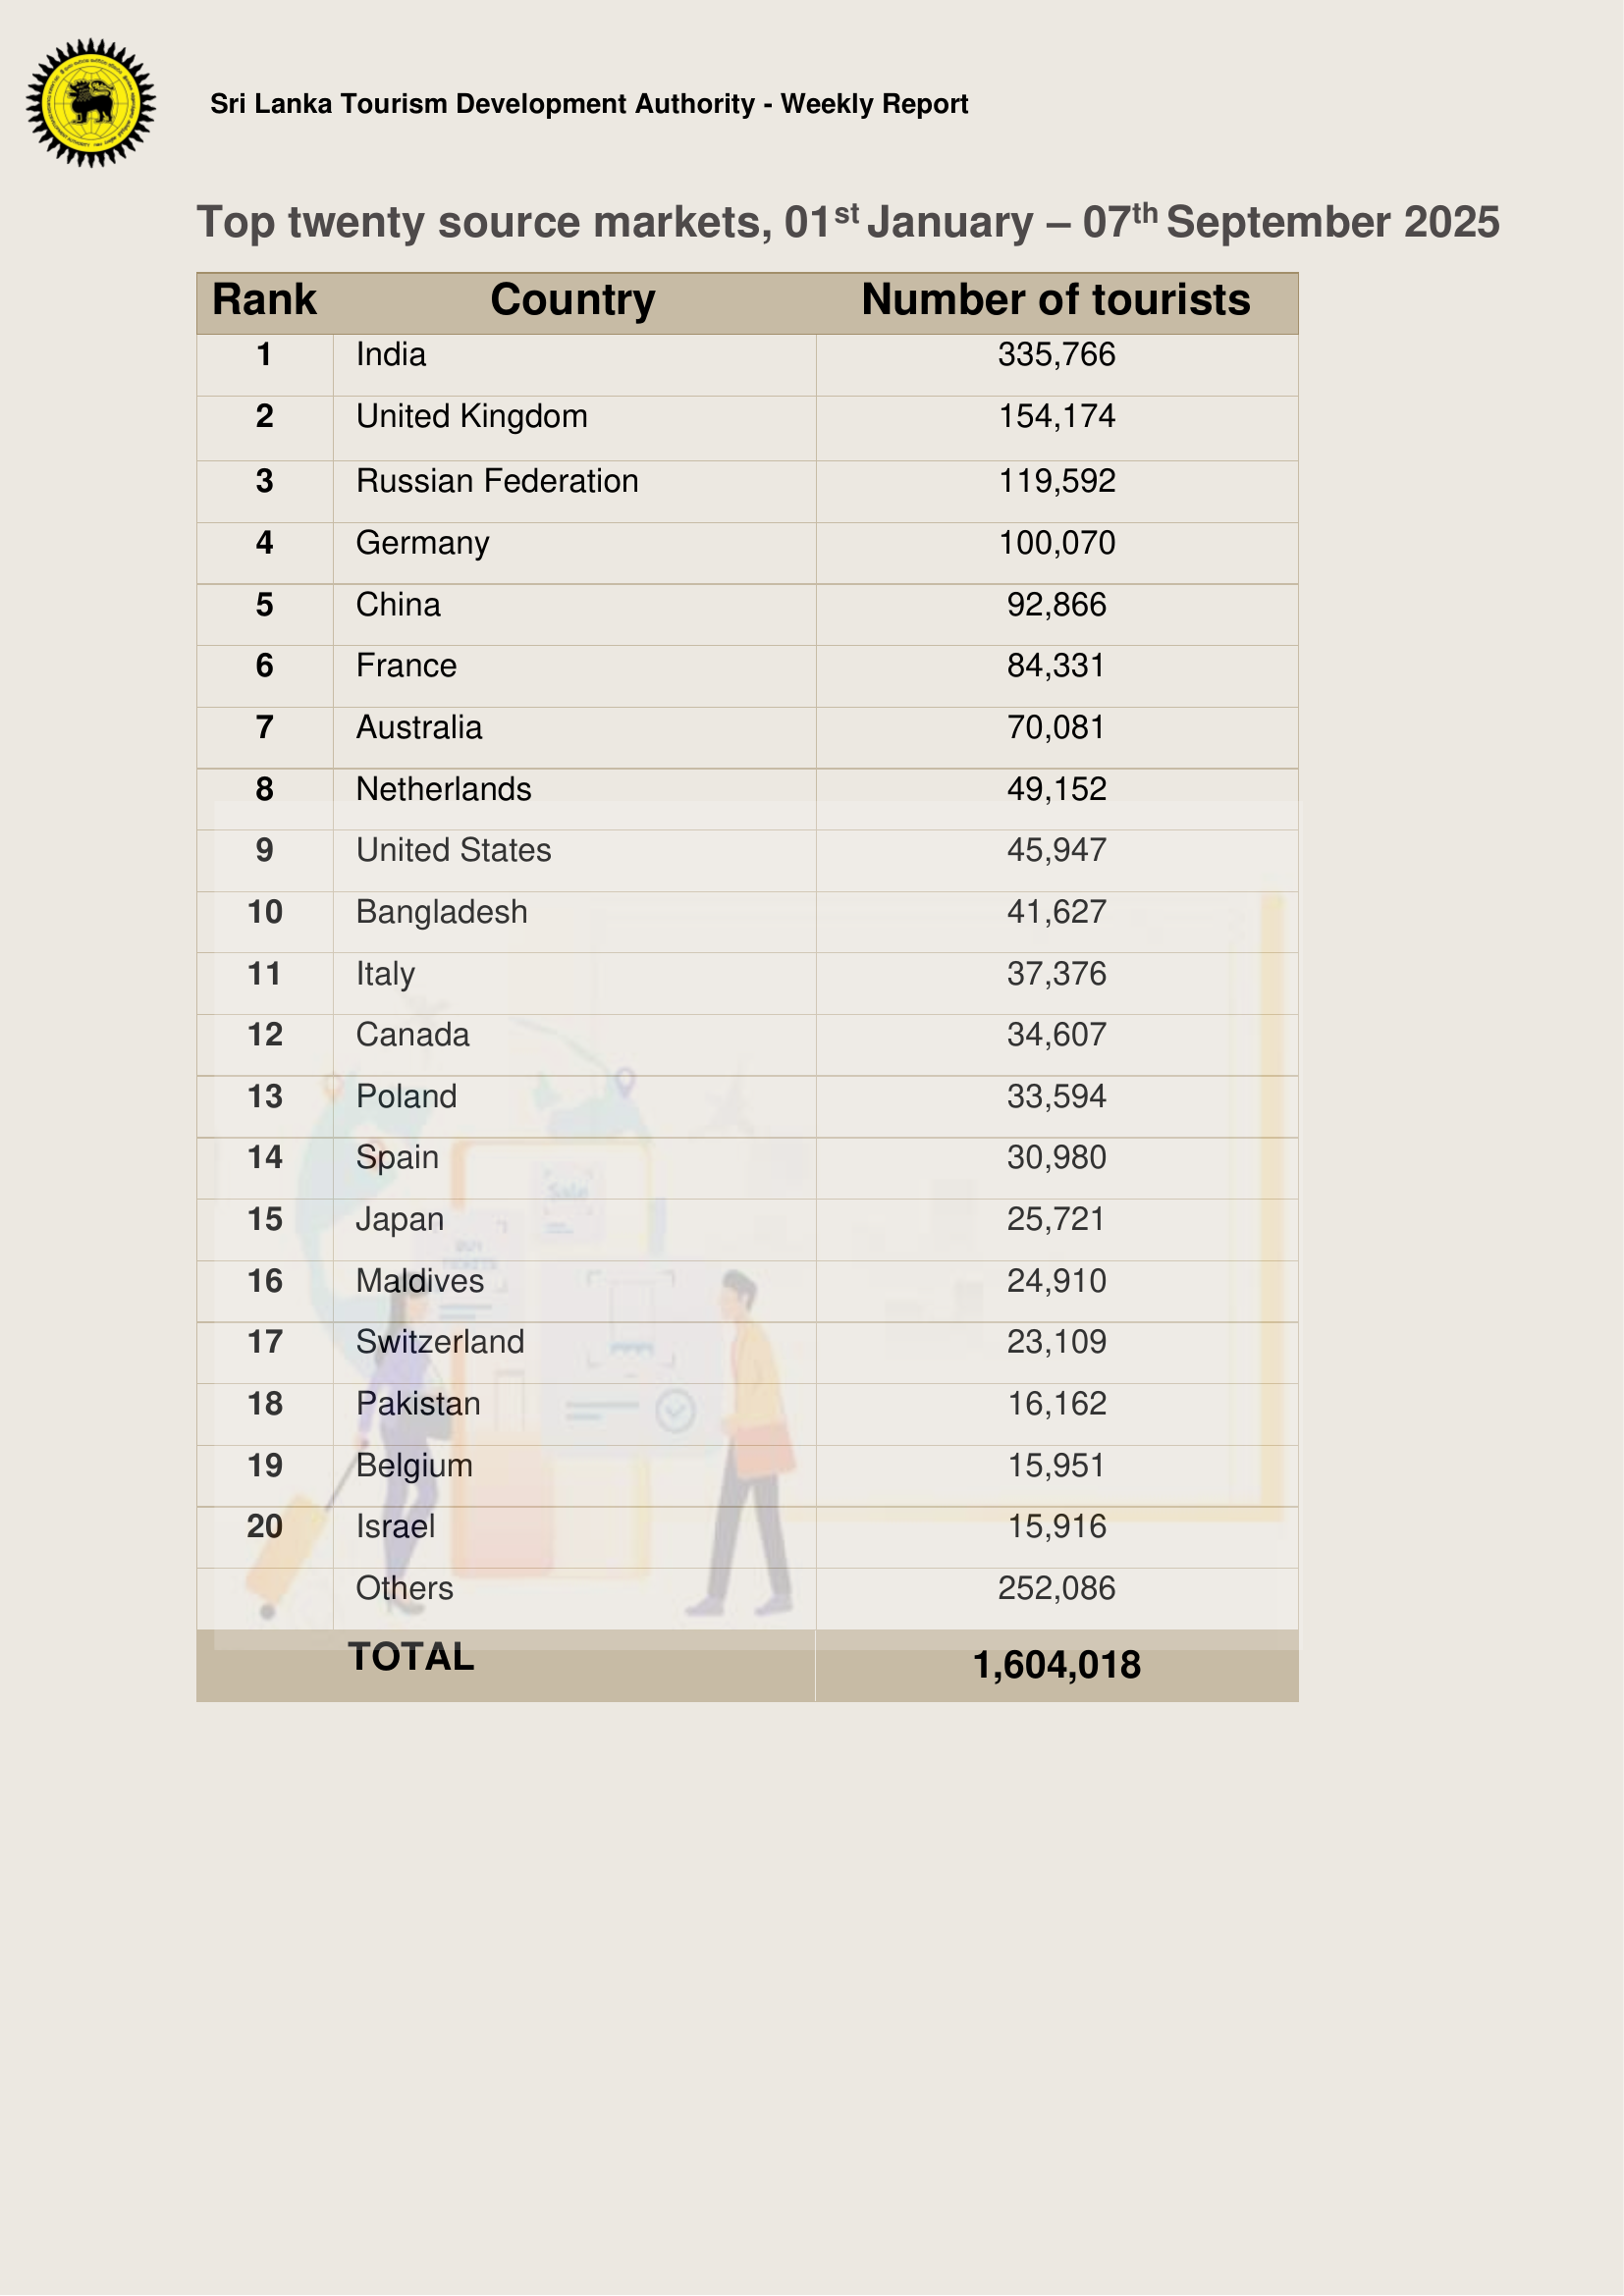 Sri Lanka Tourism Development Authority - Weekly Report
Top twenty source markets, 01st January – 07th September 2025
Rank Country Number of tourists
1 India 335,766
2 United Kingdom 154,174
3 Russian Federation 119,592
4 Germany 100,070
5 China 92,866
6 France 84,331
7 Australia 70,081
8 Netherlands 49,152
9 United States 45,947
10 Bangladesh 41,627
11 Italy 37,376
12 Canada 34,607
13 Poland 33,594
14 Spain 30,980
Sale
15 Japan 25,721
BUY
TICKETS
16 Maldives 24,910
17 Switzerland 23,109
18 Pakistan 16,162
19 Belgium 15,951
20 Israel 15,916
Others 252,086
TOTAL 1,604,018